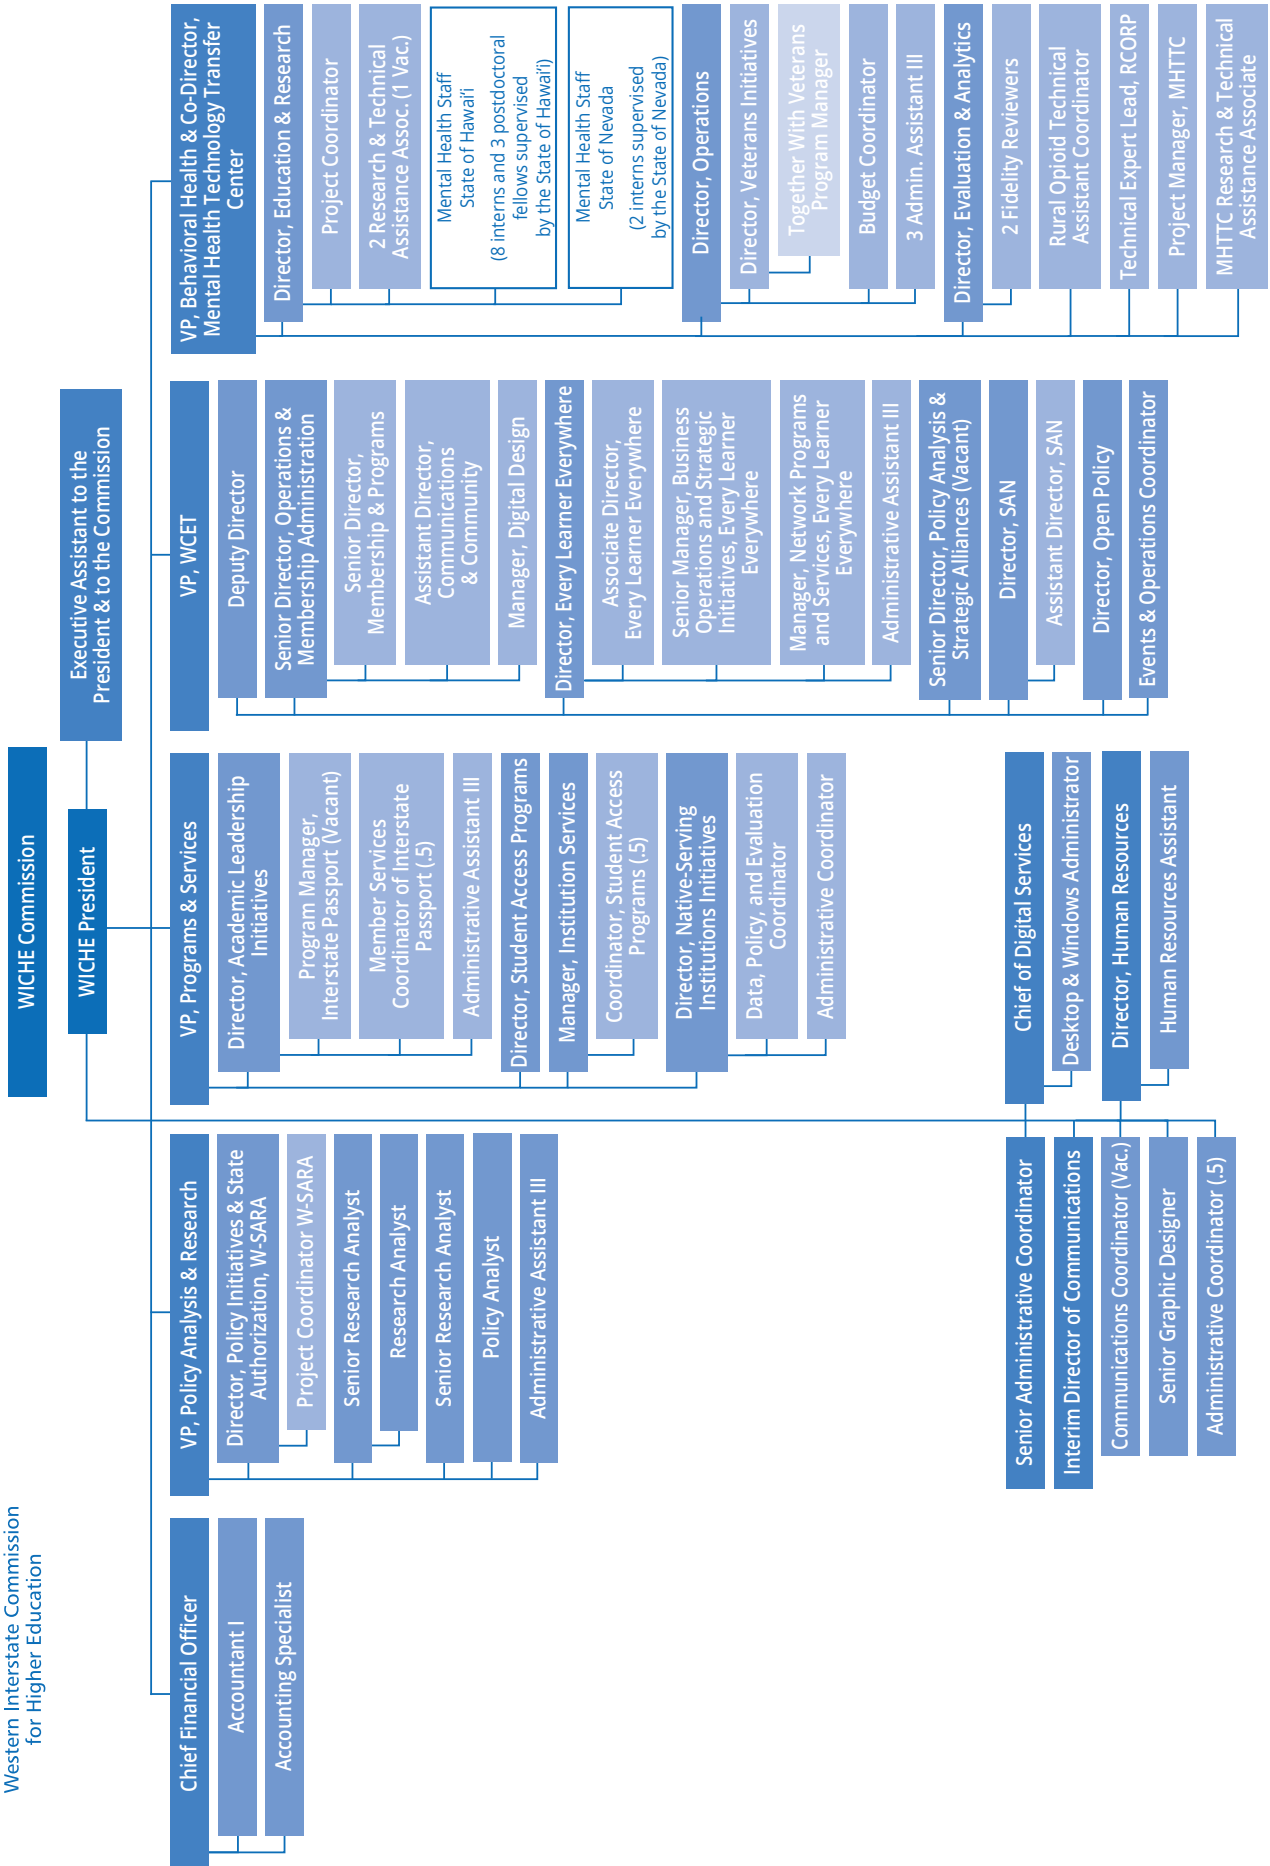 Western Interstate Commission
for Higher Education
WICHE Commission
WICHE President
Executive Assistant to the
President & to the Commission
Chief Financial Officer
Accountant I
Accounting Specialist
VP, Policy Analysis & Research
Director, Policy Initiatives & State
Authorization, W-SARA
Project Coordinator W-SARA
Senior Research Analyst
Research Analyst
Senior Research Analyst
Policy Analyst
Administrative Assistant III
VP, Programs & Services
Director, Academic Leadership
Initiatives
Program Manager,
Interstate Passport (Vacant)
Member Services
Coordinator of Interstate
Passport (.5)
Administrative Assistant III
Director, Student Access Programs
Manager, Institution Services
Coordinator, Student Access
Programs (.5)
Director, Native-Serving
Institutions Initiatives
Data, Policy, and Evaluation
Coordinator
Administrative Coordinator
VP, WCET
Deputy Director
Senior Director, Operations &
Membership Administration
Senior Director,
Membership & Programs
Assistant Director,
Communications
& Community
Manager, Digital Design
Director, Every Learner Everywhere
Associate Director,
Every Learner Everywhere
Senior Manager, Business
Operations and Strategic
Initiatives, Every Learner
Everywhere
Manager, Network Programs
and Services, Every Learner
Everywhere
Administrative Assistant III
Senior Director, Policy Analysis &
Strategic Alliances (Vacant)
Director, SAN
Assistant Director, SAN
Director, Open Policy
Events & Operations Coordinator
VP, Behavioral Health & Co-Director,
Mental Health Technology Transfer
Center
Director, Education & Research
Project Coordinator
2 Research & Technical
Assistance Assoc. (1 Vac.)
Mental Health Staff
State of Hawai'i
(8 interns and 3 postdoctoral
fellows supervised
by the State of Hawai'i)
Mental Health Staff
State of Nevada
(2 interns supervised
by the State of Nevada)
Director, Operations
Director, Veterans Initiatives
Together With Veterans
Program Manager
Budget Coordinator
3 Admin. Assistant III
Director, Evaluation & Analytics
2 Fidelity Reviewers
Rural Opioid Technical
Assistant Coordinator
Technical Expert Lead, RCORP
Project Manager, MHTTC
MHTTC Research & Technical
Assistance Associate
Senior Administrative Coordinator
Interim Director of Communications
Communications Coordinator (Vac.)
Senior Graphic Designer
Administrative Coordinator (.5)
Chief of Digital Services
Desktop & Windows Administrator
Director, Human Resources
Human Resources Assistant